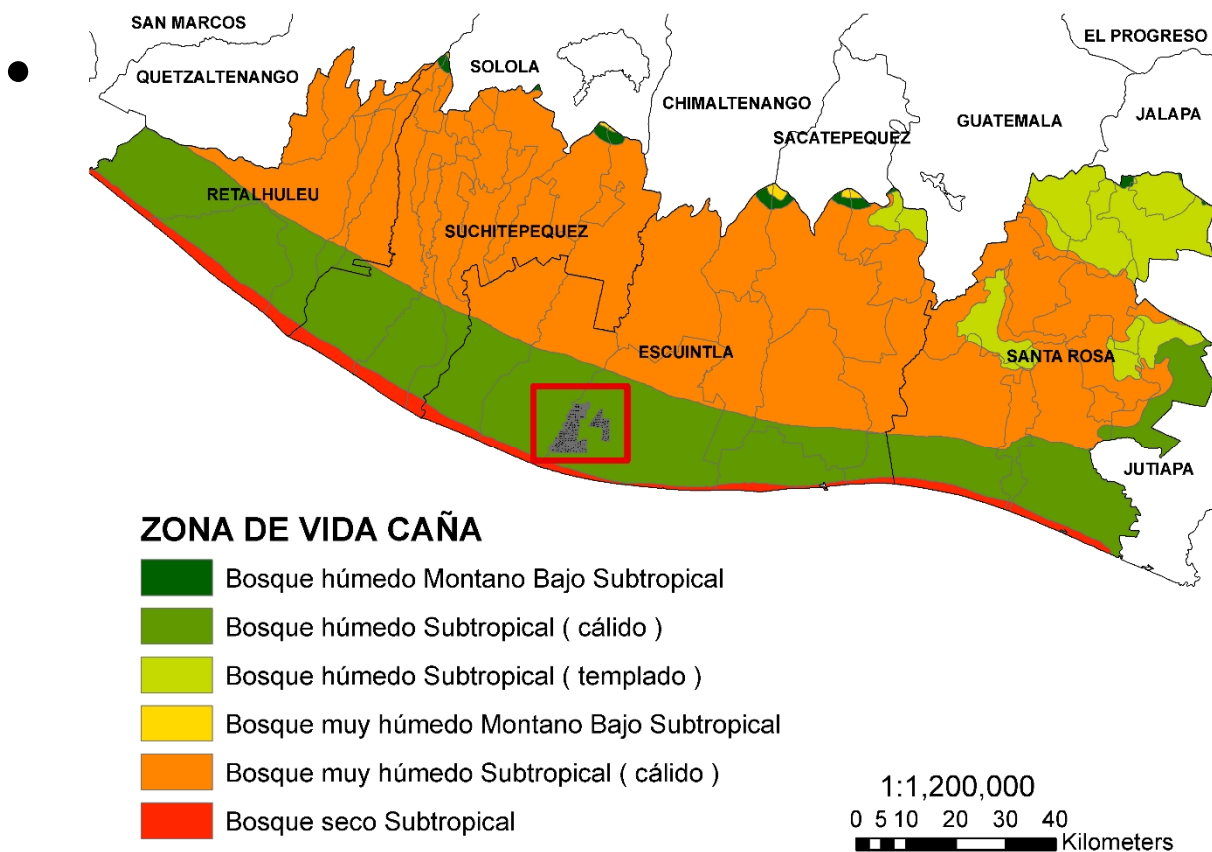 SAN MARCOS
EL PROGRESO
QUETZALTENANGO
SOLOLA
CHIMALTENANGO
JALAPA
GUATEMALA
SACATEPEQUEZ
RETALHULEU
SUCHITEPEQUEZ
ESCUINTLA
SANTA ROSA
JUTIAPA
ZONA DE VIDA CAÑA
Bosque húmedo Montano Bajo Subtropical
Bosque húmedo Subtropical ( cálido )
Bosque húmedo Subtropical ( templado )
Bosque muy húmedo Montano Bajo Subtropical
Bosque muy húmedo Subtropical ( cálido )
Bosque seco Subtropical
1:1,200,000
0 5 10 20 30 40
Kilometers